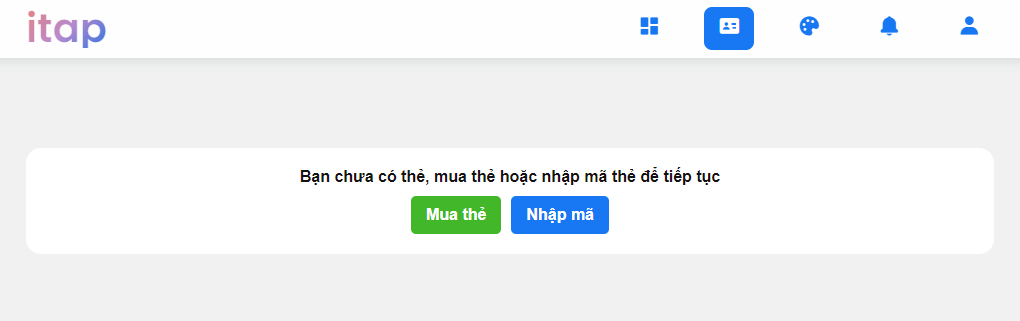 itap
Bạn chưa có thẻ, mua thẻ hoặc nhập mã thẻ để tiếp tục
Mua thẻ
Nhập mã